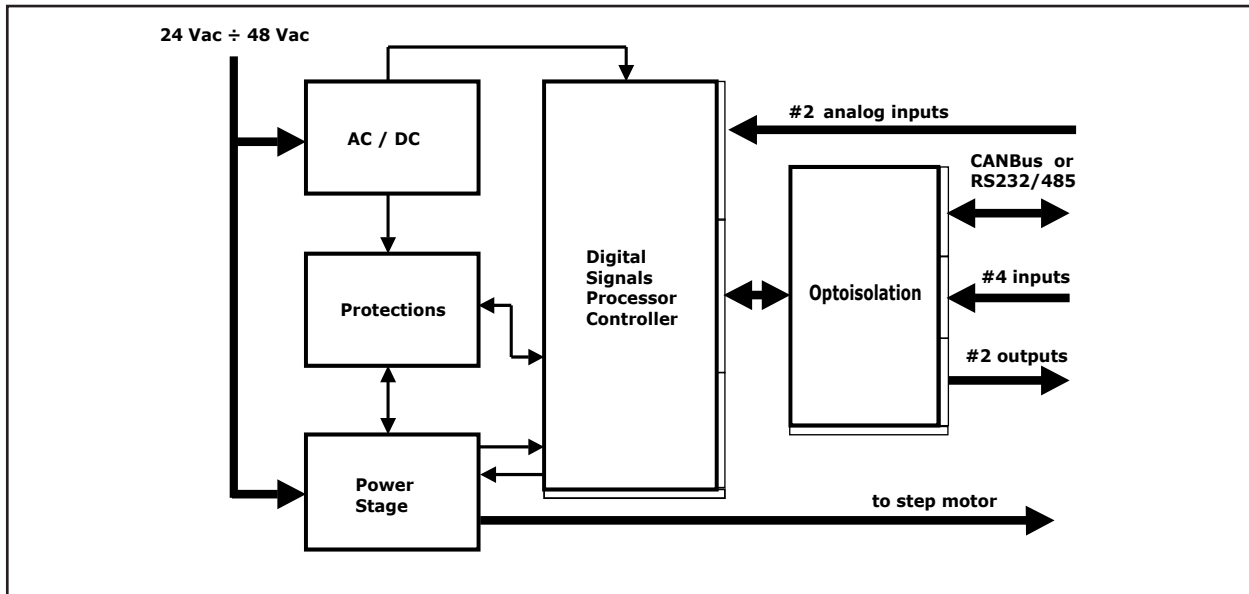 24 Vac ÷ 48 Vac
AC / DC
#2 analog inputs
CANBus or
RS232/485
Digital
Signals
Processor
Controller
Optoisolation
#4 inputs
Protections
#2 outputs
Power
Stage
to step motor